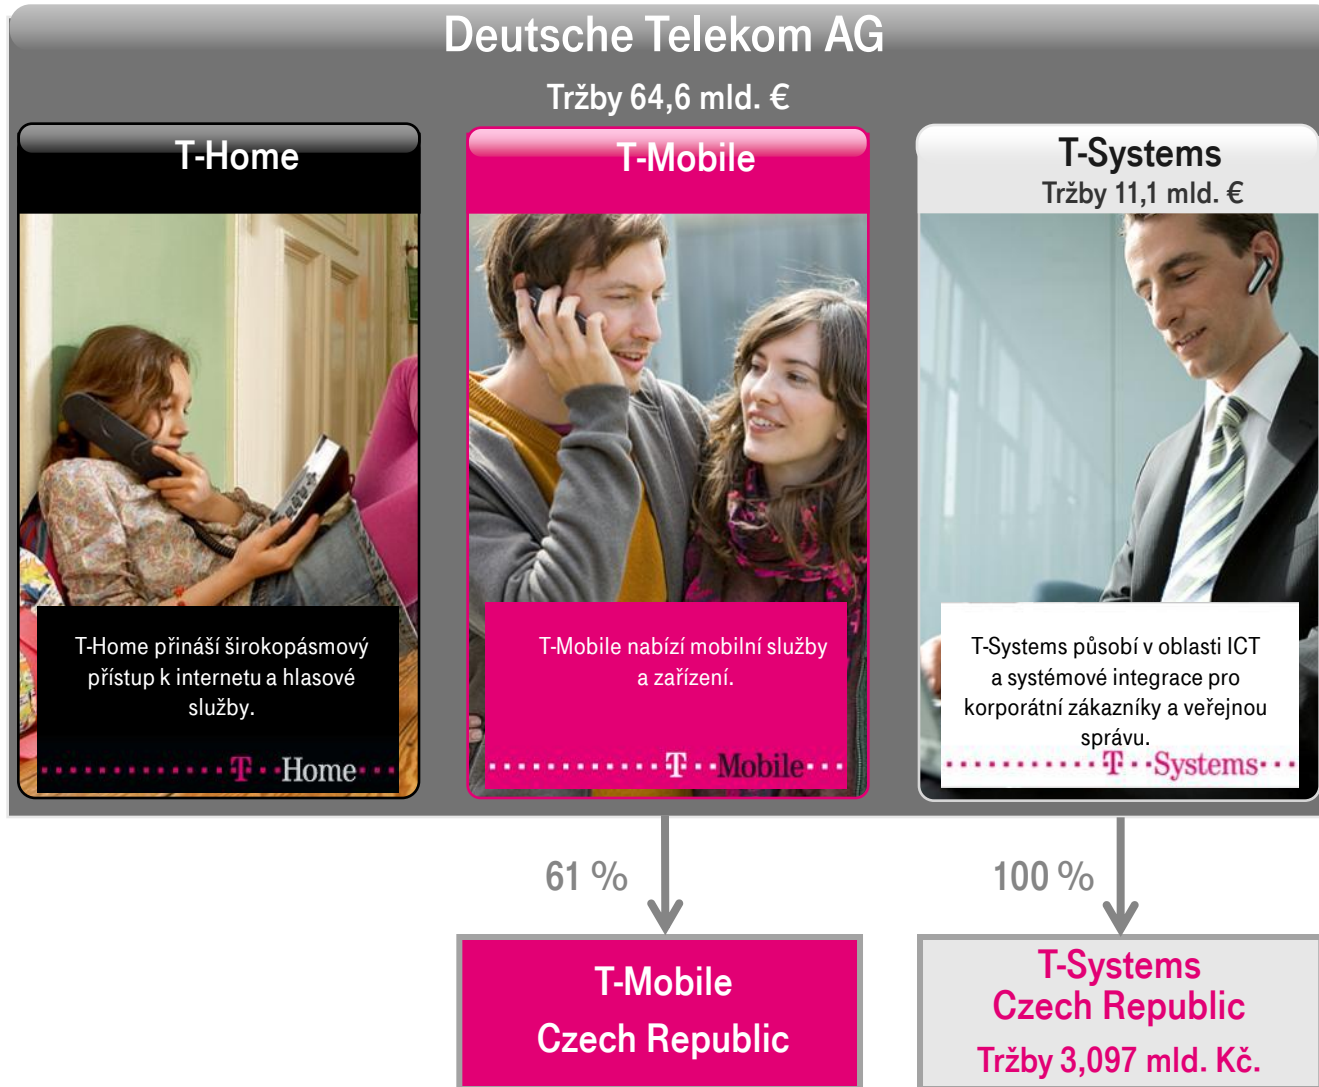 Deutsche Telekom AG
Tržby 64,6 mld. €
T-Home
T-Home přináší širokopásmový
přístup k internetu a hlasové
služby.
T Home
T-Mobile
T-Mobile nabízí mobilní služby
a zařízení.
T Mobile
T-Systems
Tržby 11,1 mld. €
T-Systems působí v oblasti ICT
a systémové integrace pro
korporátní zákazníky a veřejnou
správu.
T Systems
61 %
100 %
T-Mobile
Czech Republic
T-Systems
Czech Republic
Tržby 3,097 mld. Kč.